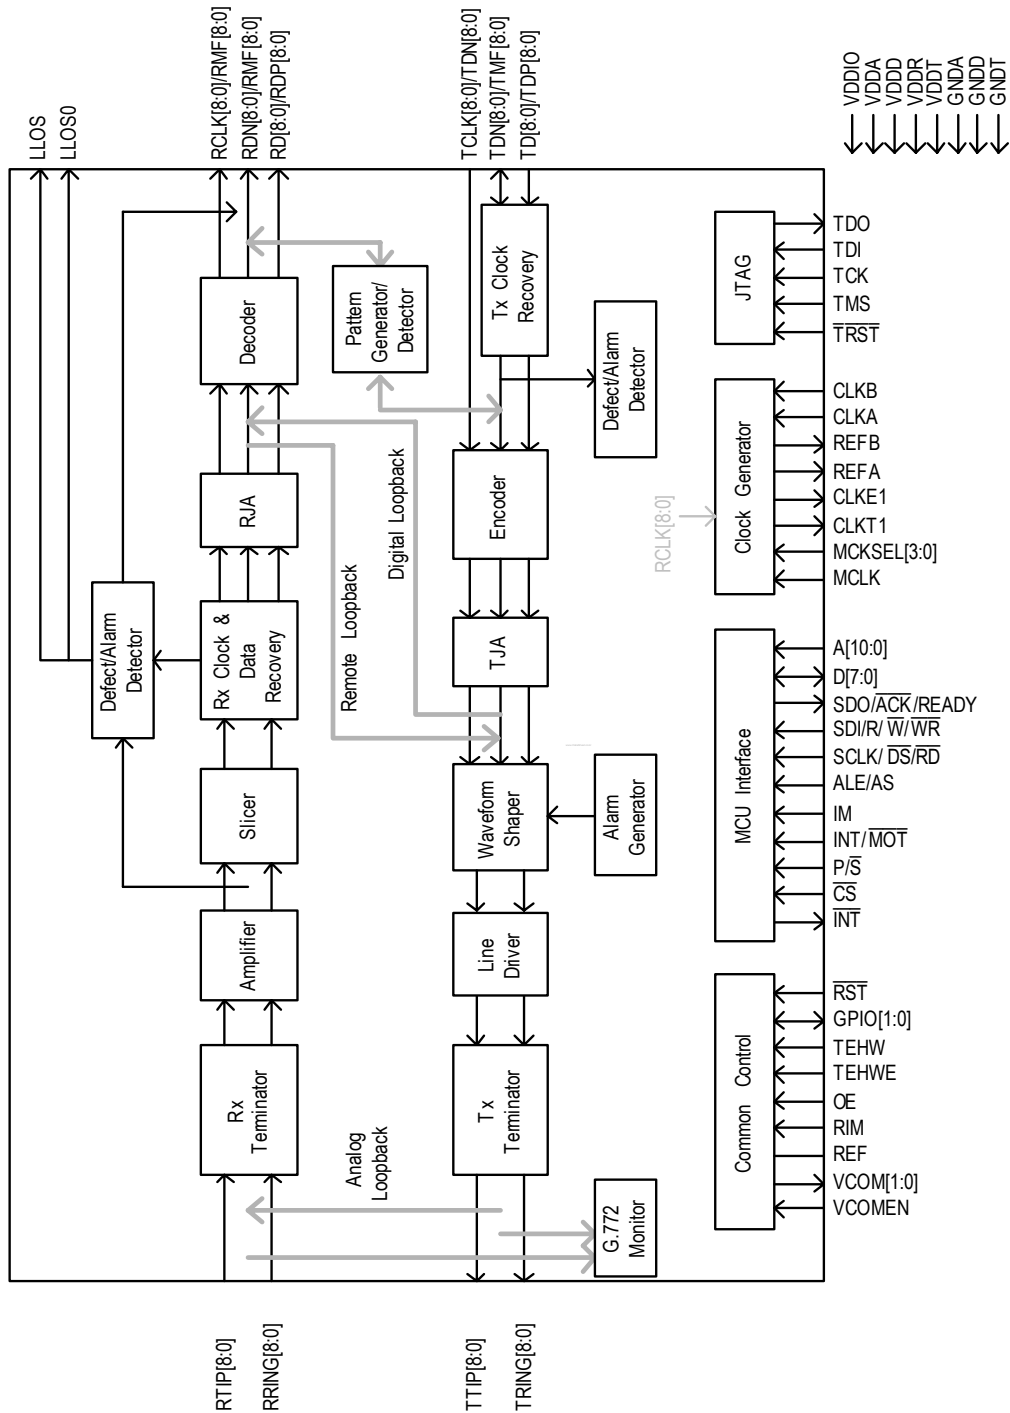 LLOS
LLOS0
RCLK[8:0]/RMF[8:0]
RDN[8:0]/RMF[8:0]
RD[8:0]/RDP[8:0]
TCLK[8:0]/TDN[8:0]
TDN[8:0]/TMF[8:0]
TD[8:0]/TDP[8:0]
VDDIO
VDDA
VDDD
VDDR
VDDT
GNDA
GNDD
GNDT
Decoder
Pattern
Generator/
Detector
Tx Clock
Recovery
Defect/Alarm
Detector
JTAG
TDO
TDI
TCK
TMS
TRST
RJA
Digital Loopback
Encoder
RCLK[8:0]
Clock Generator
CLKB
CLKA
REFB
REFA
CLKE1
CLKT1
MCKSEL[3:0]
MCLK
Defect/Alarm
Detector
Rx Clock &
Data
Recovery
Remote Loopback
TJA
Slicer
Waveform
Shaper
Alarm
Generator
MCU Interface
A[10:0]
D[7:0]
SDO/ACK/READY
SDI/R/ W/WR
SCLK/ DS/RD
ALE/AS
IM
INT/MOT
P/S
CS
INT
Amplifier
Line
Driver
Rx
Terminator
Analog
Loopback
Tx
Terminator
G.772
Monitor
Common Control
RST
GPIO[1:0]
TEHW
TEHWE
OE
RIM
REF
VCOM[1:0]
VCOMEN
RTIP[8:0]
RRING[8:0]
TTIP[8:0]
TRING[8:0]